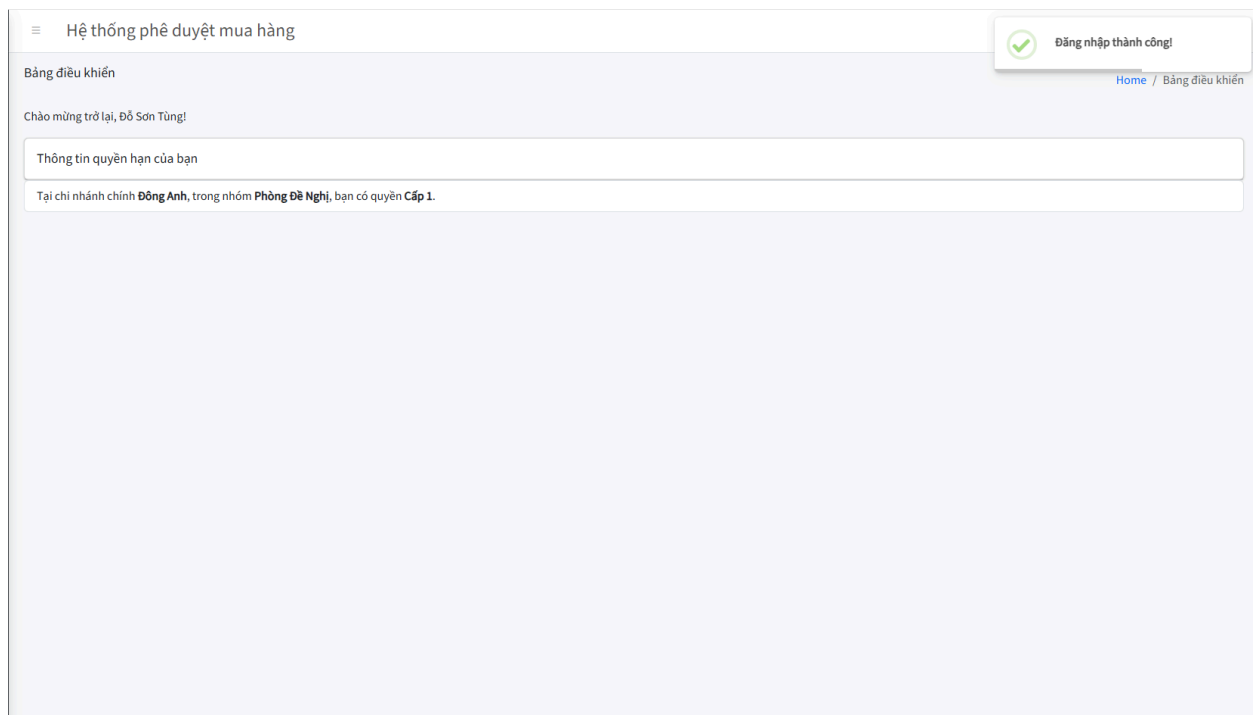 Hệ thống phê duyệt mua hàng
Đăng nhập thành công!
Bảng điều khiển
Home / Bảng điều khiển
Chào mừng trở lại, Đỗ Sơn Tùng!
Thông tin quyền hạn của bạn
Tại chi nhánh chính Đông Anh, trong nhóm Phòng Đề Nghị, bạn có quyền Cấp 1.